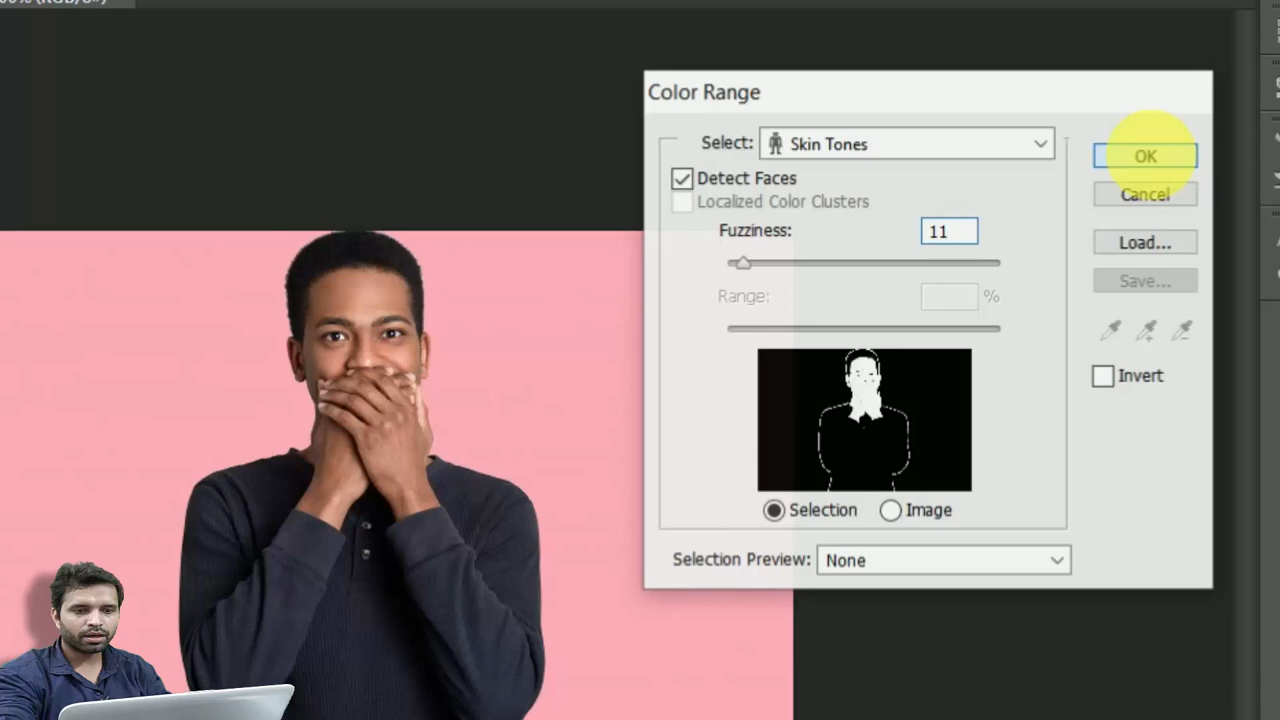 Color Range
Select: Skin Tones
Detect Faces
Localized Color Clusters
Fuzziness: 11
Range: %
Selection Image
Selection Preview: None
OK
Cancel
Load...
Save...
Invert